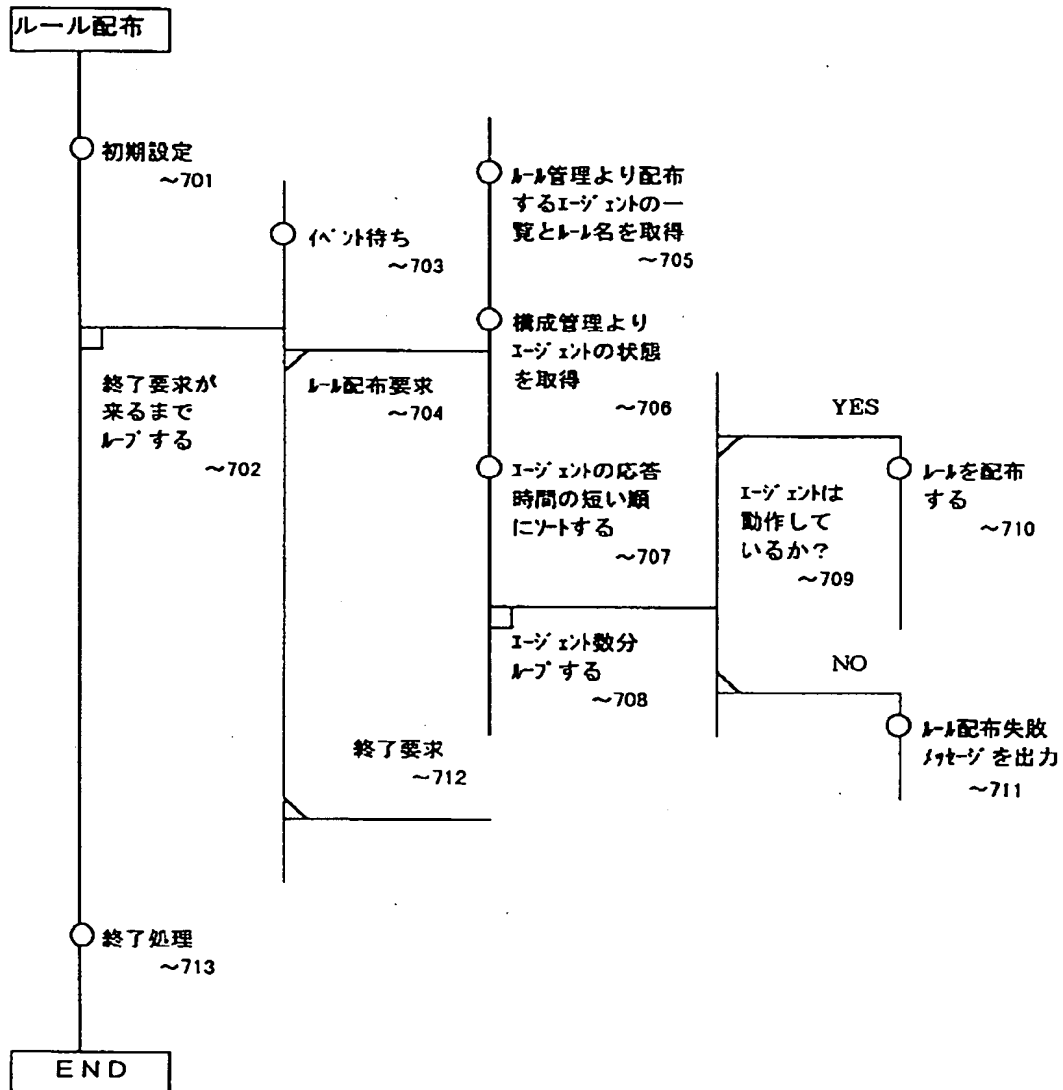 ルール配布
初期設定
～701
イベント待ち
～703
終了要求が
来るまで
ループする
～702
ルール配布要求
～704
ルール管理より配布
するエージェントの一
覧とルール名を取得
～705
構成管理より
エージェントの状態
を取得
～706
エージェントの応答
時間の短い順
にソートする
～707
エージェント数分
ループする
～708
YES
エージェントは
動作して
いるか?
～709
ルールを配布
する
～710
NO
ルール配布失敗
メッセージを出力
～711
終了要求
～712
終了処理
～713
END